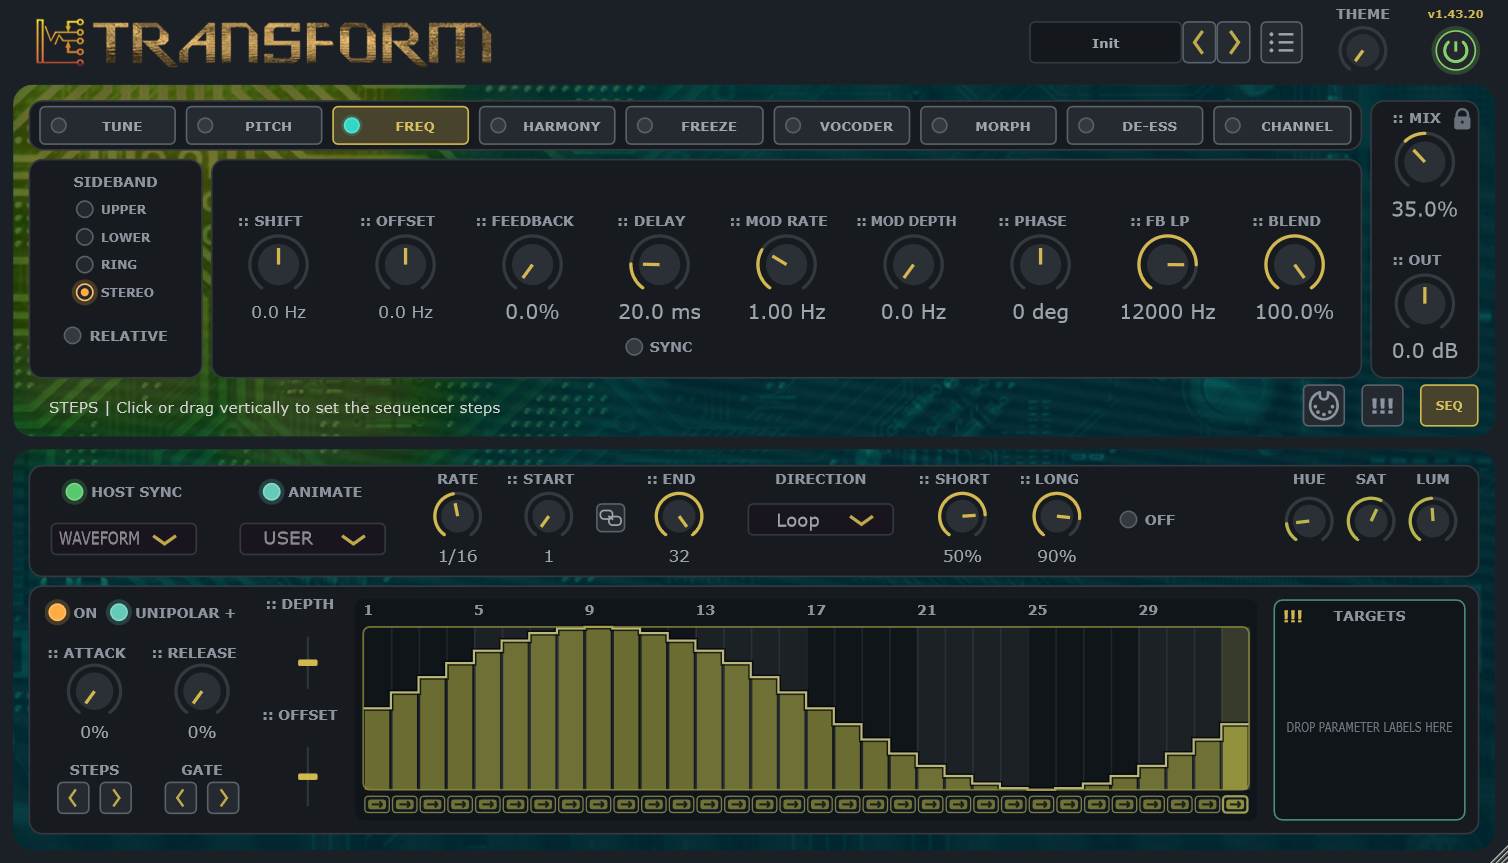 TRANSFORM
Init
THEME
v1.43.20
TUNE
PITCH
FREQ
HARMONY
FREEZE
VOCODER
MORPH
DE-ESS
CHANNEL
:: MIX
35.0%
:: OUT
0.0 dB
SIDEBAND
UPPER
LOWER
RING
STEREO
RELATIVE
:: SHIFT
0.0 Hz
:: OFFSET
0.0 Hz
:: FEEDBACK
0.0%
:: DELAY
20.0 ms
SYNC
:: MOD RATE
1.00 Hz
:: MOD DEPTH
0.0 Hz
:: PHASE
0 deg
:: FB LP
12000 Hz
:: BLEND
100.0%
STEPS | Click or drag vertically to set the sequencer steps
!!!
SEQ
HOST SYNC
WAVEFORM
ANIMATE
USER
RATE
1/16
:: START
1
:: END
32
DIRECTION
Loop
:: SHORT
50%
:: LONG
90%
OFF
HUE
SAT
LUM
ON
UNIPOLAR +
:: ATTACK
0%
:: RELEASE
0%
STEPS
GATE
:: DEPTH
:: OFFSET
1 5 9 13 17 21 25 29
!!! TARGETS
DROP PARAMETER LABELS HERE